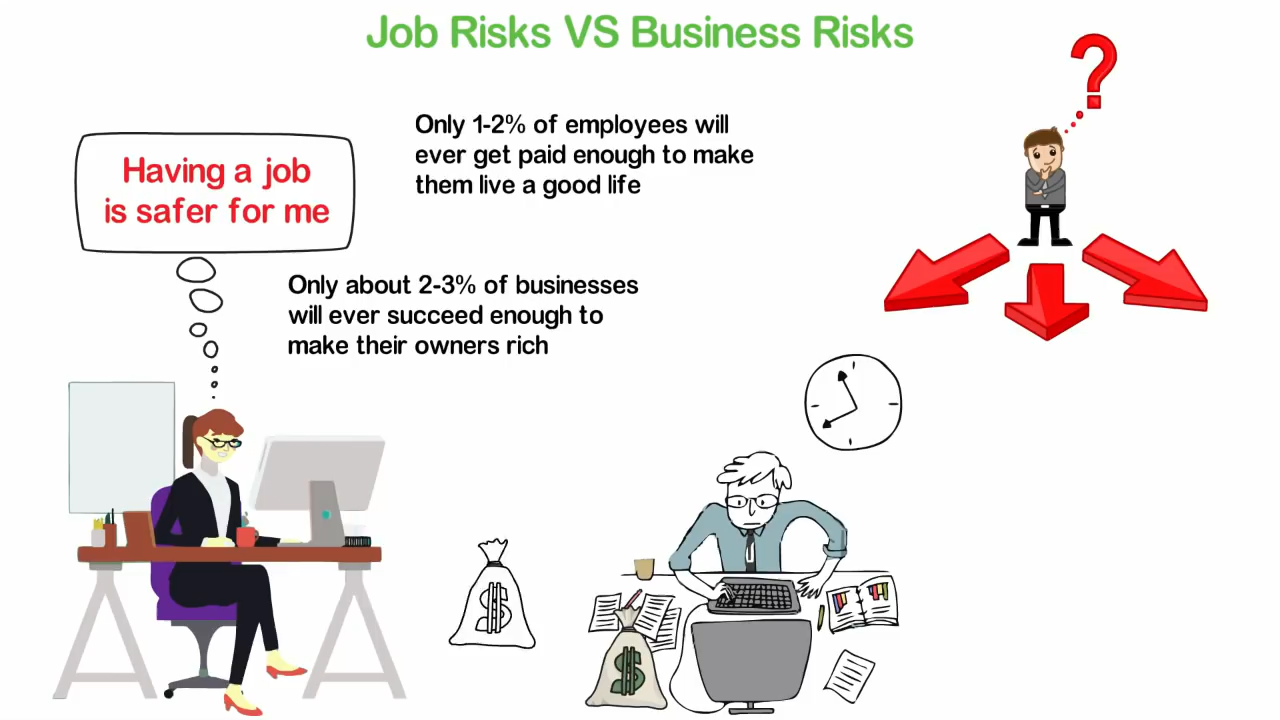 Job Risks VS Business Risks
Only 1-2% of employees will
ever get paid enough to make
them live a good life
Having a job
is safer for me
Only about 2-3% of businesses
will ever succeed enough to
make their owners rich
?
$
$